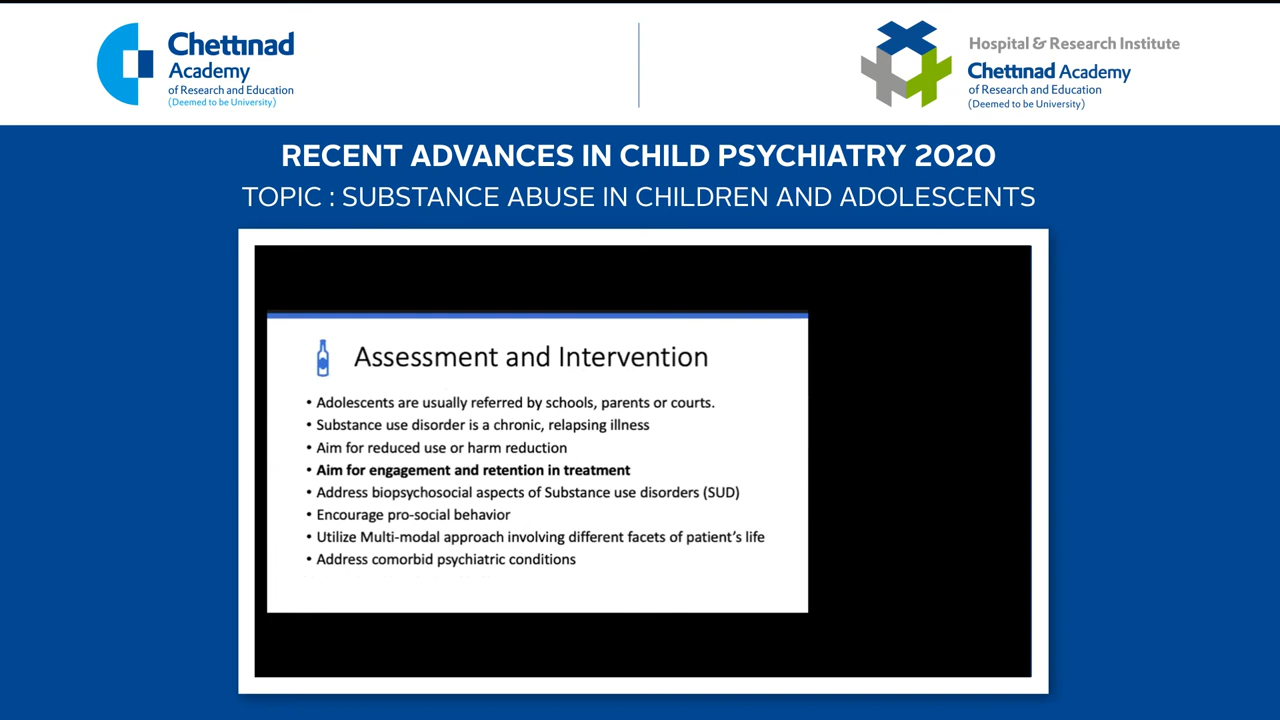 Chettinad
Academy
of Research and Education
(Deemed to be University)
Hospital & Research Institute
Chettinad Academy
of Research and Education
(Deemed to be University)
RECENT ADVANCES IN CHILD PSYCHIATRY 2020
TOPIC : SUBSTANCE ABUSE IN CHILDREN AND ADOLESCENTS
Assessment and Intervention
• Adolescents are usually referred by schools, parents or courts.
• Substance use disorder is a chronic, relapsing illness
• Aim for reduced use or harm reduction
• Aim for engagement and retention in treatment
• Address biopsychosocial aspects of Substance use disorders (SUD)
• Encourage pro-social behavior
• Utilize Multi-modal approach involving different facets of patient's life
• Address comorbid psychiatric conditions